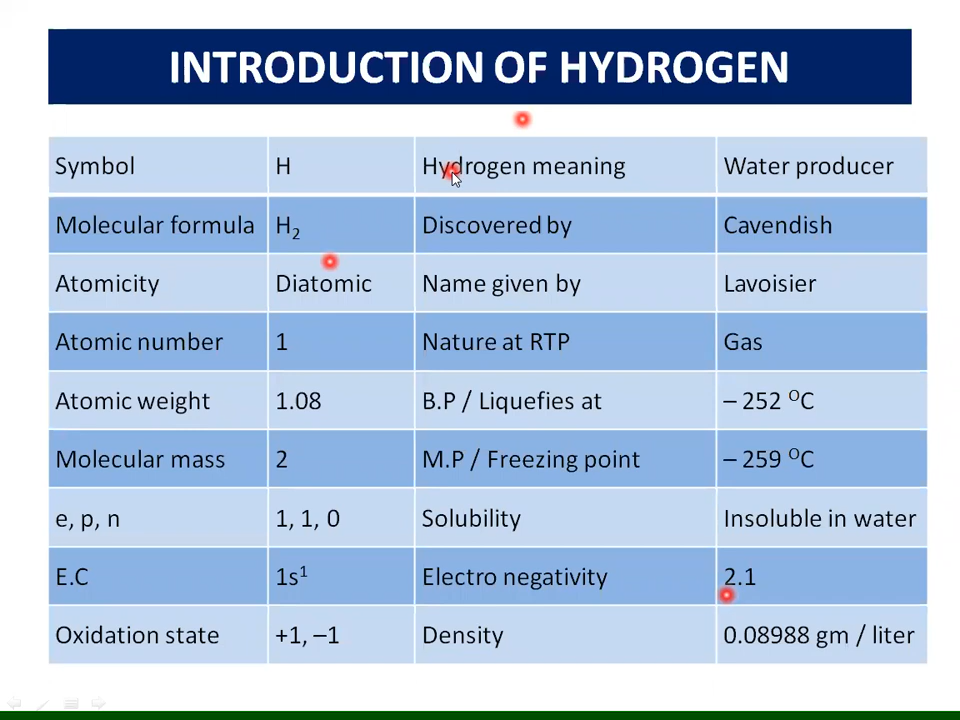 INTRODUCTION OF HYDROGEN
Symbol H Hydrogen meaning Water producer
Molecular formula H₂ Discovered by Cavendish
Atomicity Diatomic Name given by Lavoisier
Atomic number 1 Nature at RTP Gas
Atomic weight 1.08 B.P / Liquefies at – 252 ᴼC
Molecular mass 2 M.P / Freezing point – 259 ᴼC
e, p, n 1, 1, 0 Solubility Insoluble in water
E.C 1s¹ Electro negativity 2.1
Oxidation state +1, –1 Density 0.08988 gm / liter